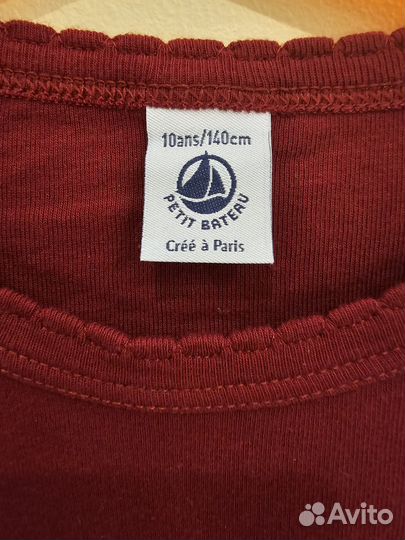 10ans/140cm
PETIT BATEAU
Créé à Paris
Avito